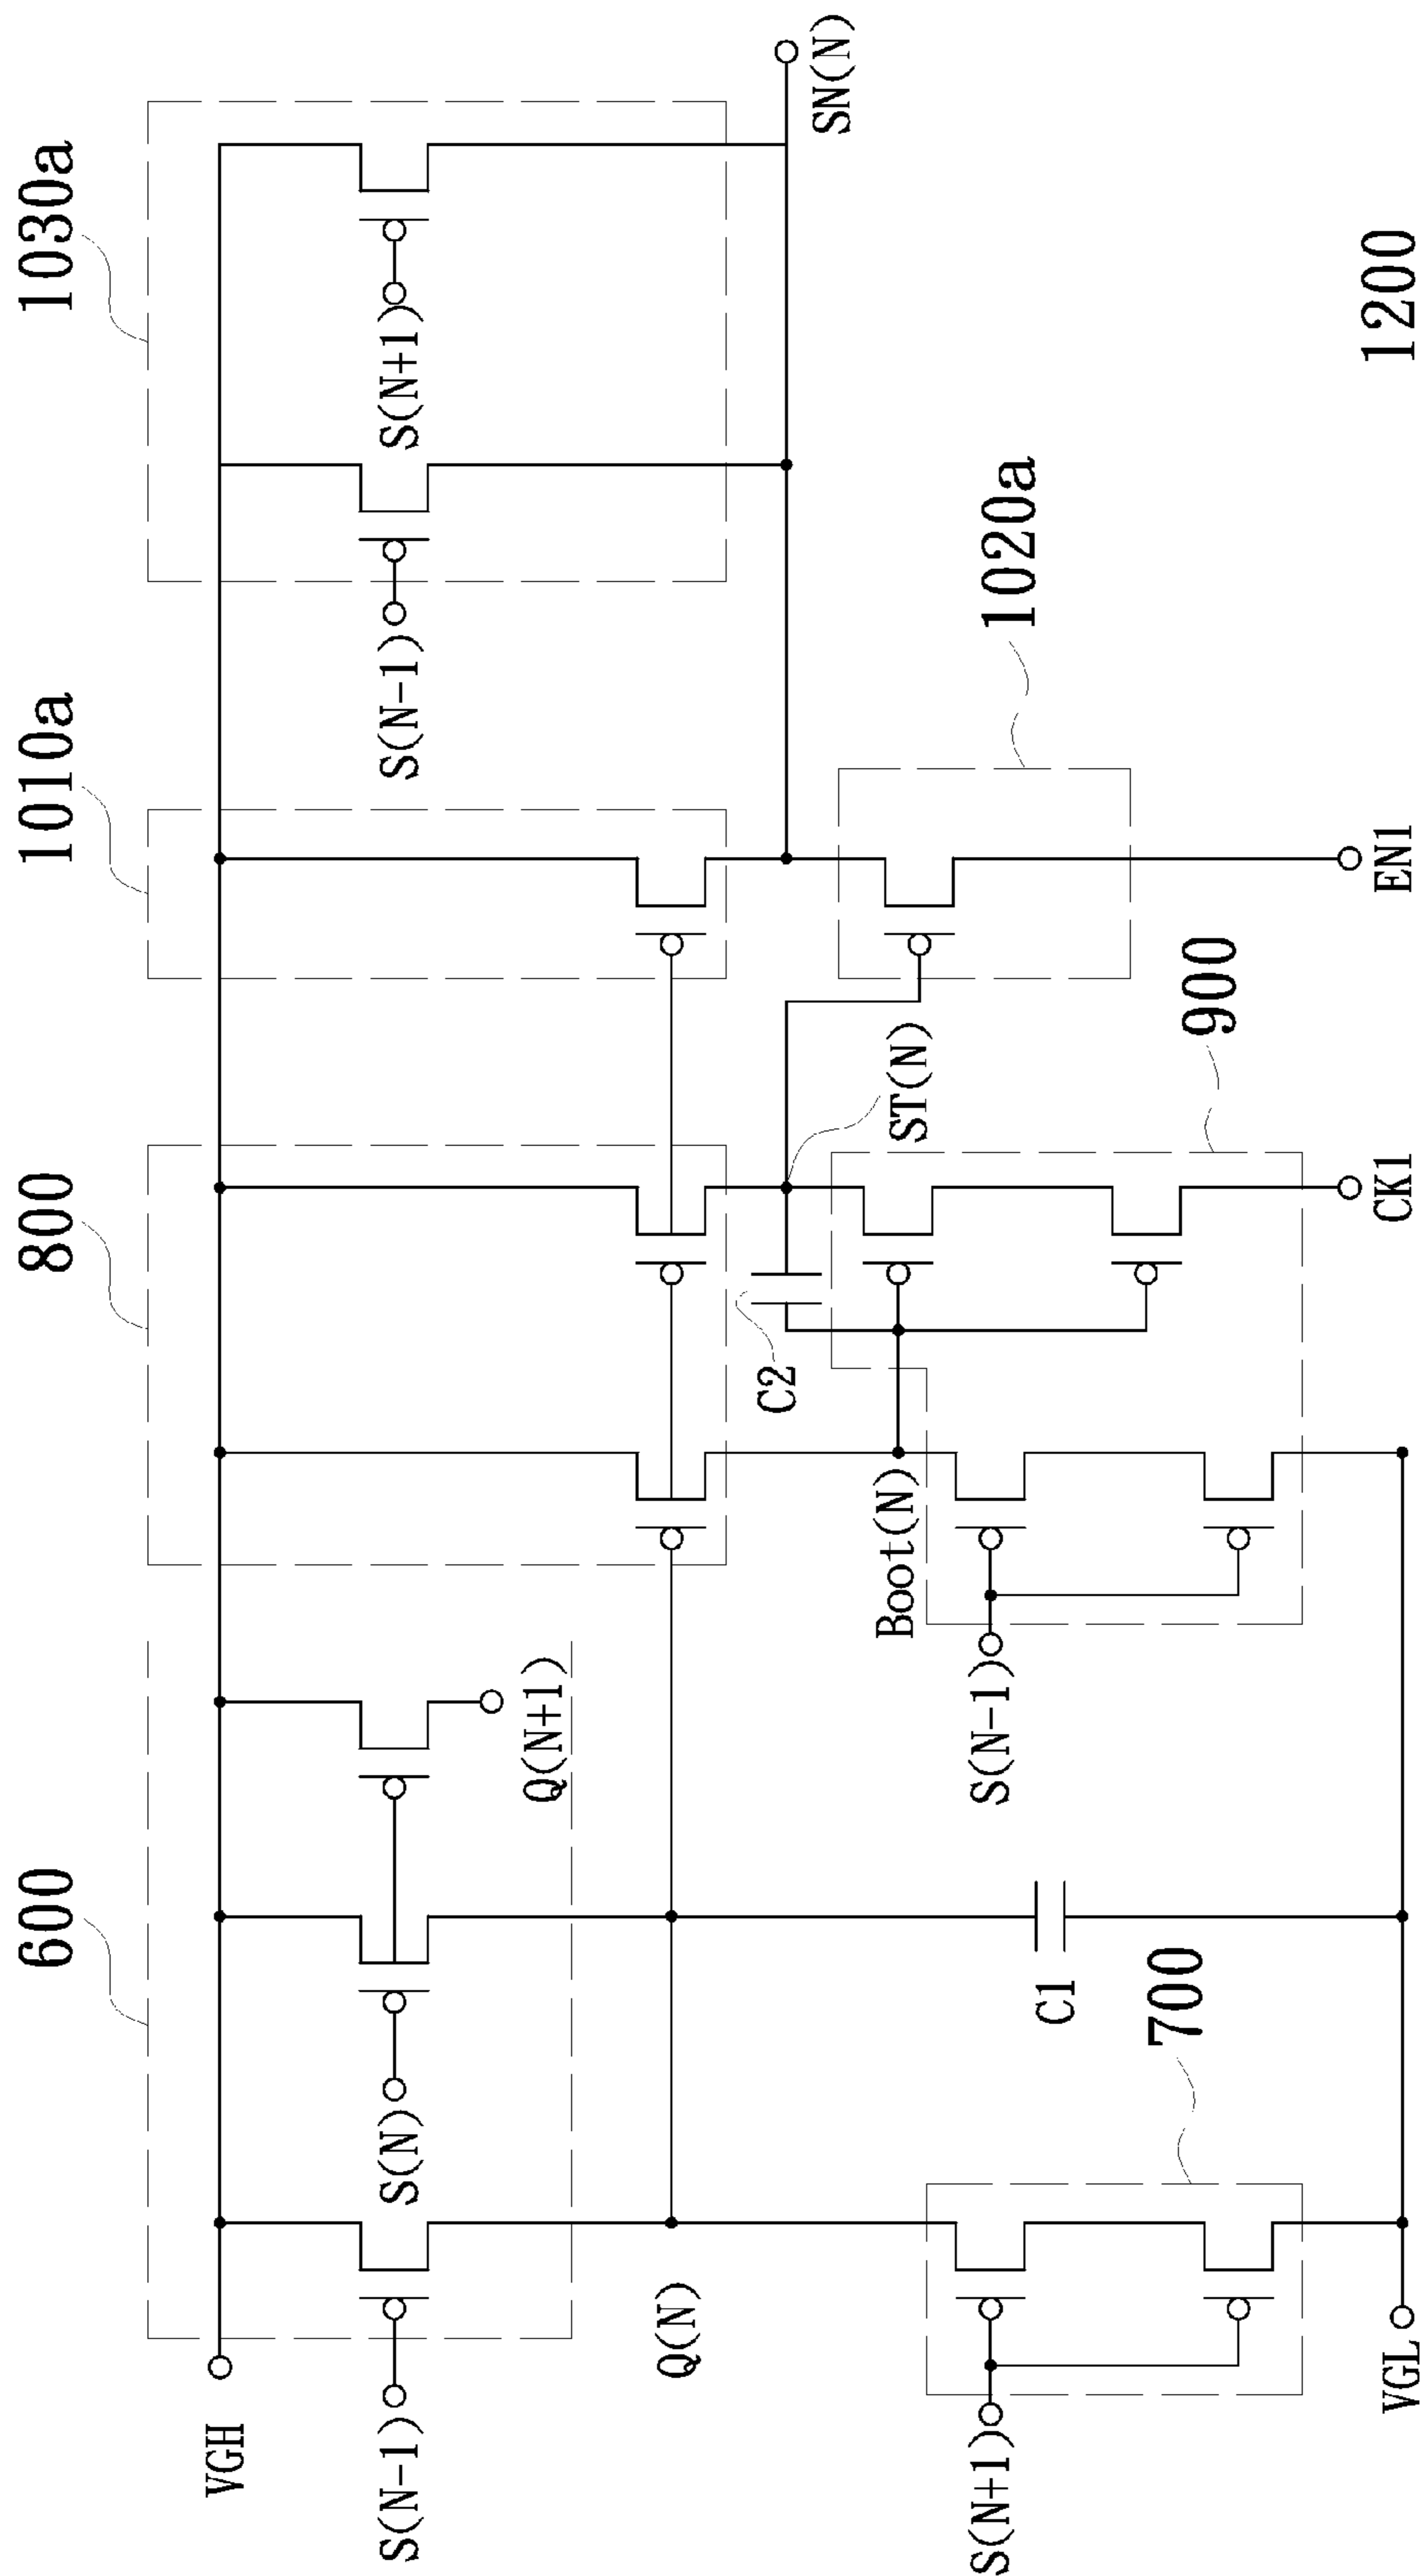 600
800
1010a
1030a
VGH
S(N-1)
S(N)
Q(N+1)
S(N-1)
S(N+1)
Q(N)
C2
SN(N)
Boot(N)
ST(N)
S(N+1)
S(N-1)
1020a
C1
700
900
VGL
CK1
EN1
1200